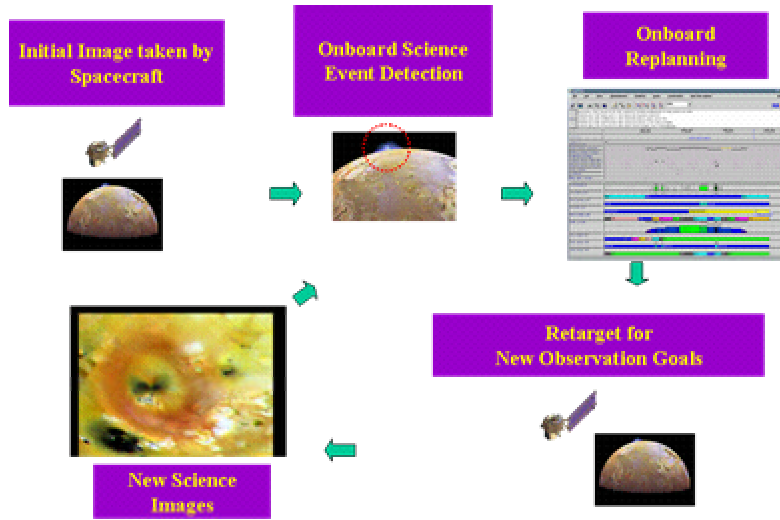 Initial Image taken by
Spacecraft
Onboard Science
Event Detection
Onboard
Replanning
Retarget for
New Observation Goals
New Science
Images